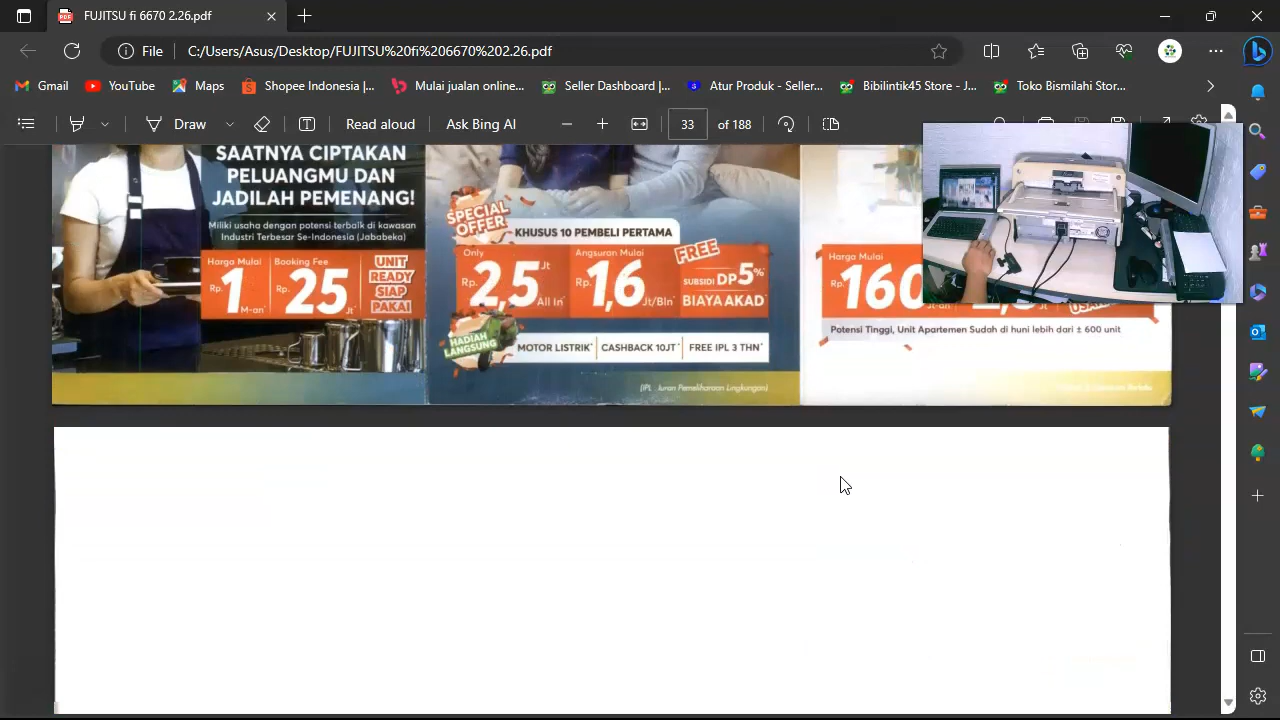 FUJITSU fi 6670 2.26.pdf
File
C:/Users/Asus/Desktop/FUJITSU%20fi%206670%202.26.pdf
Gmail
YouTube
Maps
Shopee Indonesia |...
Mulai jualan online...
Seller Dashboard |...
Atur Produk - Seller...
Bibilintik45 Store - J...
Toko Bismilahi Stor...
Draw
Read aloud
Ask Bing AI
33
of 188
SAATNYA CIPTAKAN
PELUANGMU DAN
JADILAH PEMENANG!
Miliki usaha dengan potensi terbaik di kawasan
Industri Terbesar Se-Indonesia (Jababeka)
Harga Mulai
Rp. 1 M-an*
Booking Fee
Rp. 25 Jt*
UNIT
READY
SIAP
PAKAI
SPECIAL
OFFER
KHUSUS 10 PEMBELI PERTAMA
Only
Rp. 2,5 Jt
All In*
Angsuran Mulai
Rp. 1,6 Jt/Bln*
FREE
SUBSIDI DP 5%*
BIAYA AKAD*
HADIAH
LANGSUNG
MOTOR LISTRIK*
CASHBACK 10JT*
FREE IPL 3 THN*
Harga Mulai
Rp. 160
Potensi Tinggi, Unit Apartemen Sudah di huni lebih dari ± 600 unit
(IPL : Iuran Pemeliharaan Lingkungan)